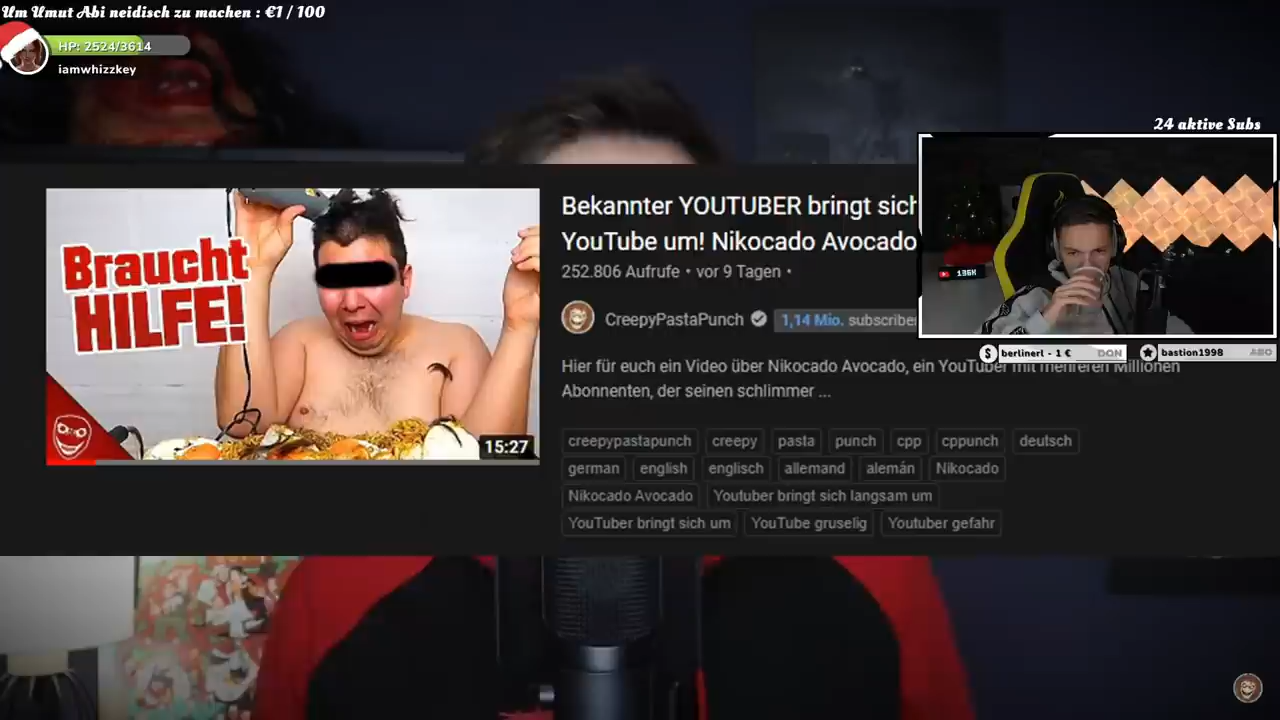 Um Umut Abi neidisch zu machen : €1 / 100
HP: 2524/3614
iamwhizzkey
24 aktive Subs
Braucht
HILFE!
15:27
Bekannter YOUTUBER bringt sich
YouTube um! Nikocado Avocado
252.806 Aufrufe • vor 9 Tagen •
CreepyPastaPunch 1,14 Mio. subscriber
136K
berlinerl - 1 € DON
bastion1998 ABO
Hier für euch ein Video über Nikocado Avocado, ein YouTuber mit mehreren Millionen
Abonnenten, der seinen schlimmer ...
creepypastapunch creepy pasta punch cpp cppunch deutsch
german english englisch allemand alemán Nikocado
Nikocado Avocado Youtuber bringt sich langsam um
YouTuber bringt sich um YouTube gruselig Youtuber gefahr